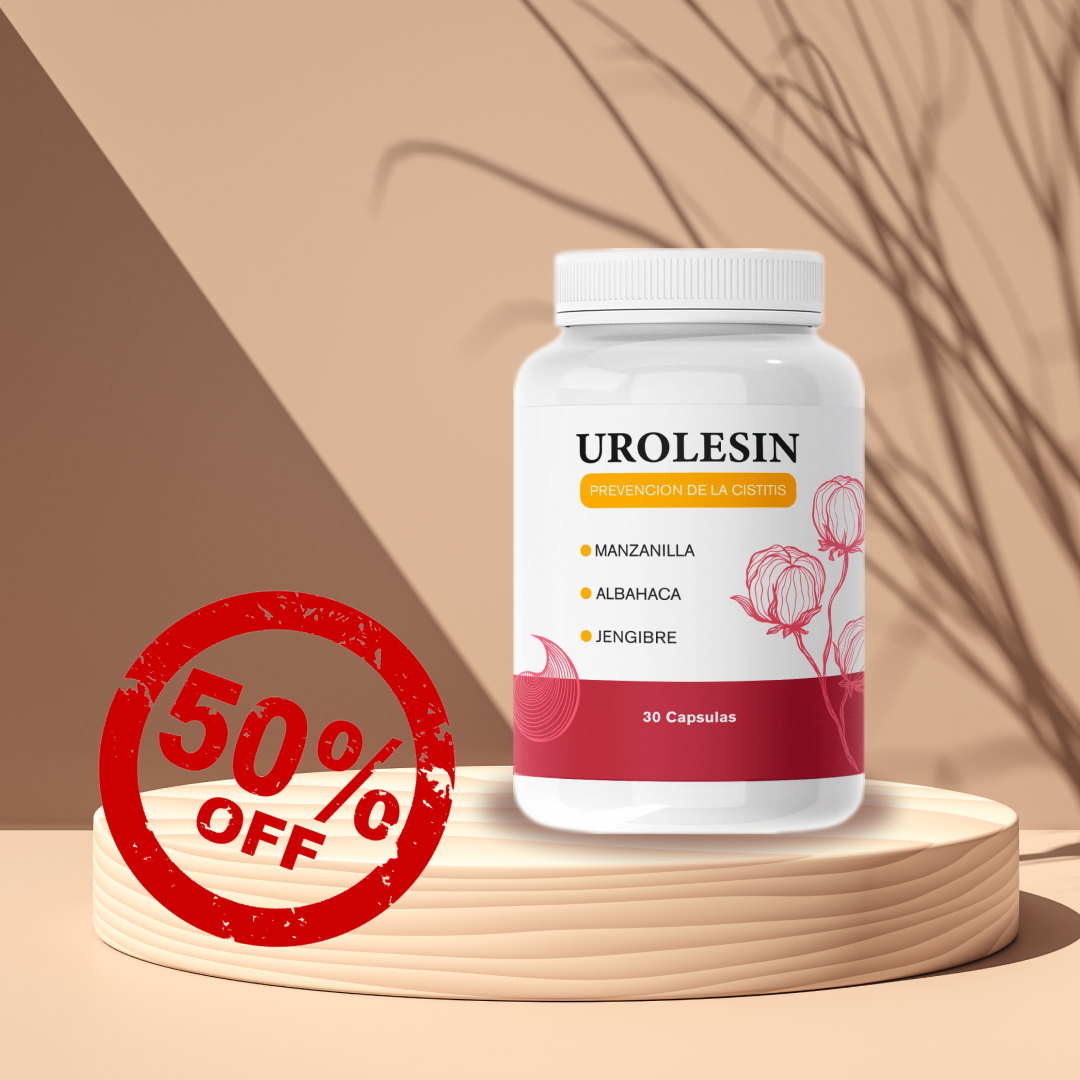 UROLESIN
PREVENCION DE LA CISTITIS
MANZANILLA
ALBAHACA
JENGIBRE
30 Capsulas
50%
OFF